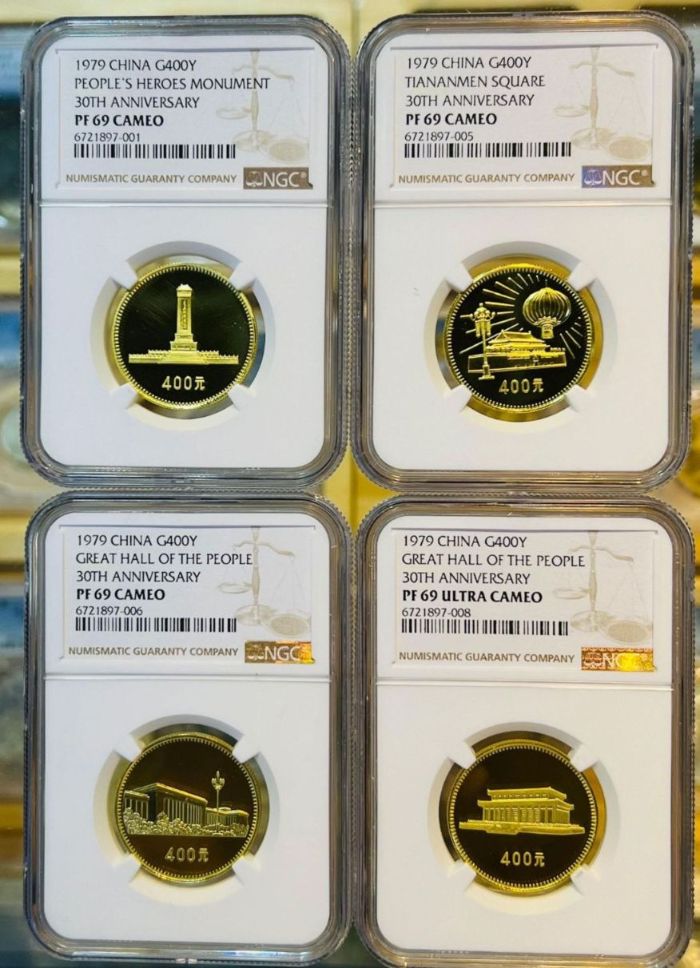 1979 CHINA G400Y
PEOPLE'S HEROES MONUMENT
30TH ANNIVERSARY
PF 69 CAMEO
6721897-001
NUMISMATIC GUARANTY COMPANY NGC®
400元
1979 CHINA G400Y
TIANANMEN SQUARE
30TH ANNIVERSARY
PF 69 CAMEO
6721897-005
NUMISMATIC GUARANTY COMPANY NGC®
400元
1979 CHINA G400Y
GREAT HALL OF THE PEOPLE
30TH ANNIVERSARY
PF 69 CAMEO
6721897-006
NUMISMATIC GUARANTY COMPANY NGC
400元
1979 CHINA G400Y
GREAT HALL OF THE PEOPLE
30TH ANNIVERSARY
PF 69 ULTRA CAMEO
6721897-008
NUMISMATIC GUARANTY COMPANY
400元